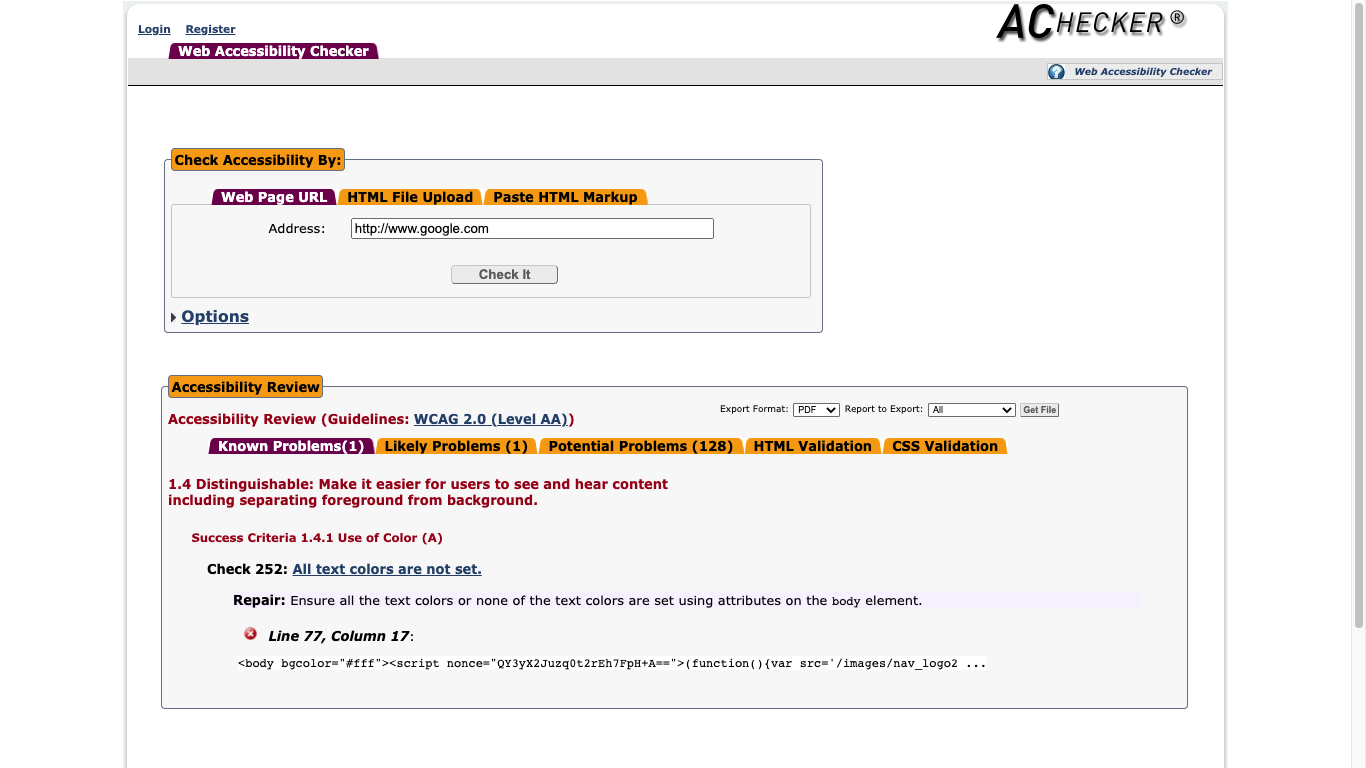 Login Register
ACHECKER ®
Web Accessibility Checker
Web Accessibility Checker
Check Accessibility By:
Web Page URL HTML File Upload Paste HTML Markup
Address: http://www.google.com
Check It
Options
Accessibility Review
Export Format: PDF Report to Export: All Get File
Accessibility Review (Guidelines: WCAG 2.0 (Level AA))
Known Problems(1) Likely Problems (1) Potential Problems (128) HTML Validation CSS Validation
1.4 Distinguishable: Make it easier for users to see and hear content
including separating foreground from background.
Success Criteria 1.4.1 Use of Color (A)
Check 252: All text colors are not set.
Repair: Ensure all the text colors or none of the text colors are set using attributes on the body element.
Line 77, Column 17:
<body bgcolor="#fff"><script nonce="QY3yX2Juzq0t2rEh7FpH+A==">(function(){var src='/images/nav_logo2 ...